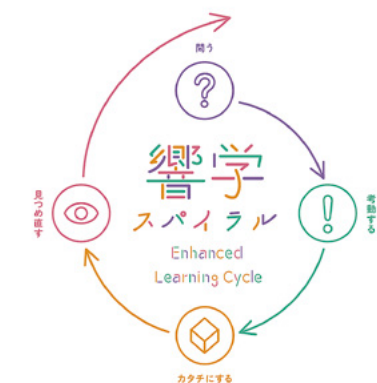 問う
響学
スパイラル
Enhanced
Learning Cycle
考動する
カタチにする
見つめ直す